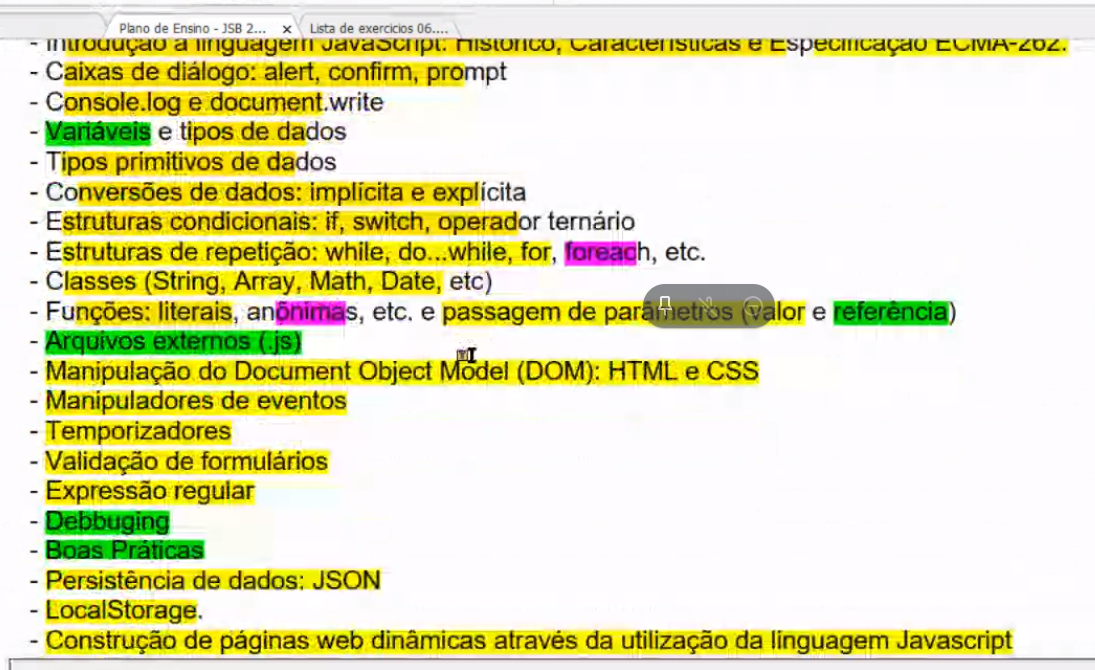 Plano de Ensino - JSB 2... x Lista de exercicios 06....
- Introdução à linguagem JavaScript: Histórico, Características e Especificação ECMA-262.
- Caixas de diálogo: alert, confirm, prompt
- Console.log e document.write
- Variáveis e tipos de dados
- Tipos primitivos de dados
- Conversões de dados: implícita e explícita
- Estruturas condicionais: if, switch, operador ternário
- Estruturas de repetição: while, do...while, for, foreach, etc.
- Classes (String, Array, Math, Date, etc)
- Funções: literais, anônimas, etc. e passagem de parâmetros (valor e referência)
- Arquivos externos (.js)
- Manipulação do Document Object Model (DOM): HTML e CSS
- Manipuladores de eventos
- Temporizadores
- Validação de formulários
- Expressão regular
- Debbuging
- Boas Práticas
- Persistência de dados: JSON
- LocalStorage.
- Construção de páginas web dinâmicas através da utilização da linguagem Javascript